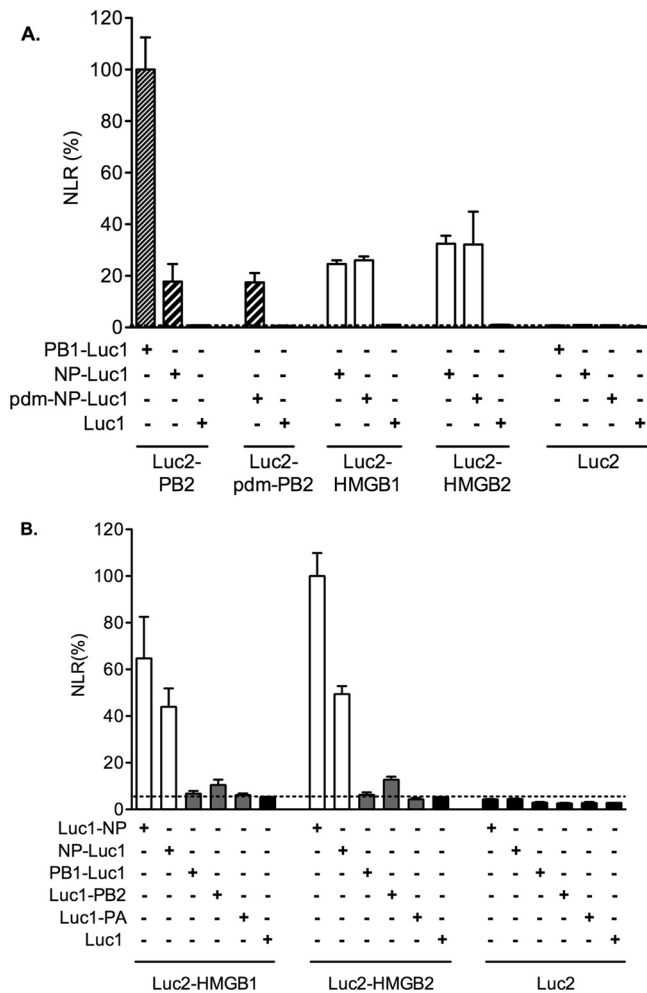 A.
120
100
80
60
40
20
0
NLR (%)
PB1-Luc1 + - - - - - - - - - - + - - -
NP-Luc1 - + - - - + - - + - - - + - -
pdm-NP-Luc1 - - - + - - + - - + - - - + -
Luc1 - - + - + - - + - - + - - - +
Luc2-PB2
Luc2-pdm-PB2
Luc2-HMGB1
Luc2-HMGB2
Luc2
B.
120
100
80
60
40
20
0
NLR(%)
Luc1-NP + - - - - - + - - - - - + - - - - -
NP-Luc1 - + - - - - - + - - - - - + - - - -
PB1-Luc1 - - + - - - - - + - - - - - + - - -
Luc1-PB2 - - - + - - - - - + - - - - - + - -
Luc1-PA - - - - + - - - - - + - - - - - + -
Luc1 - - - - - + - - - - - + - - - - - +
Luc2-HMGB1
Luc2-HMGB2
Luc2